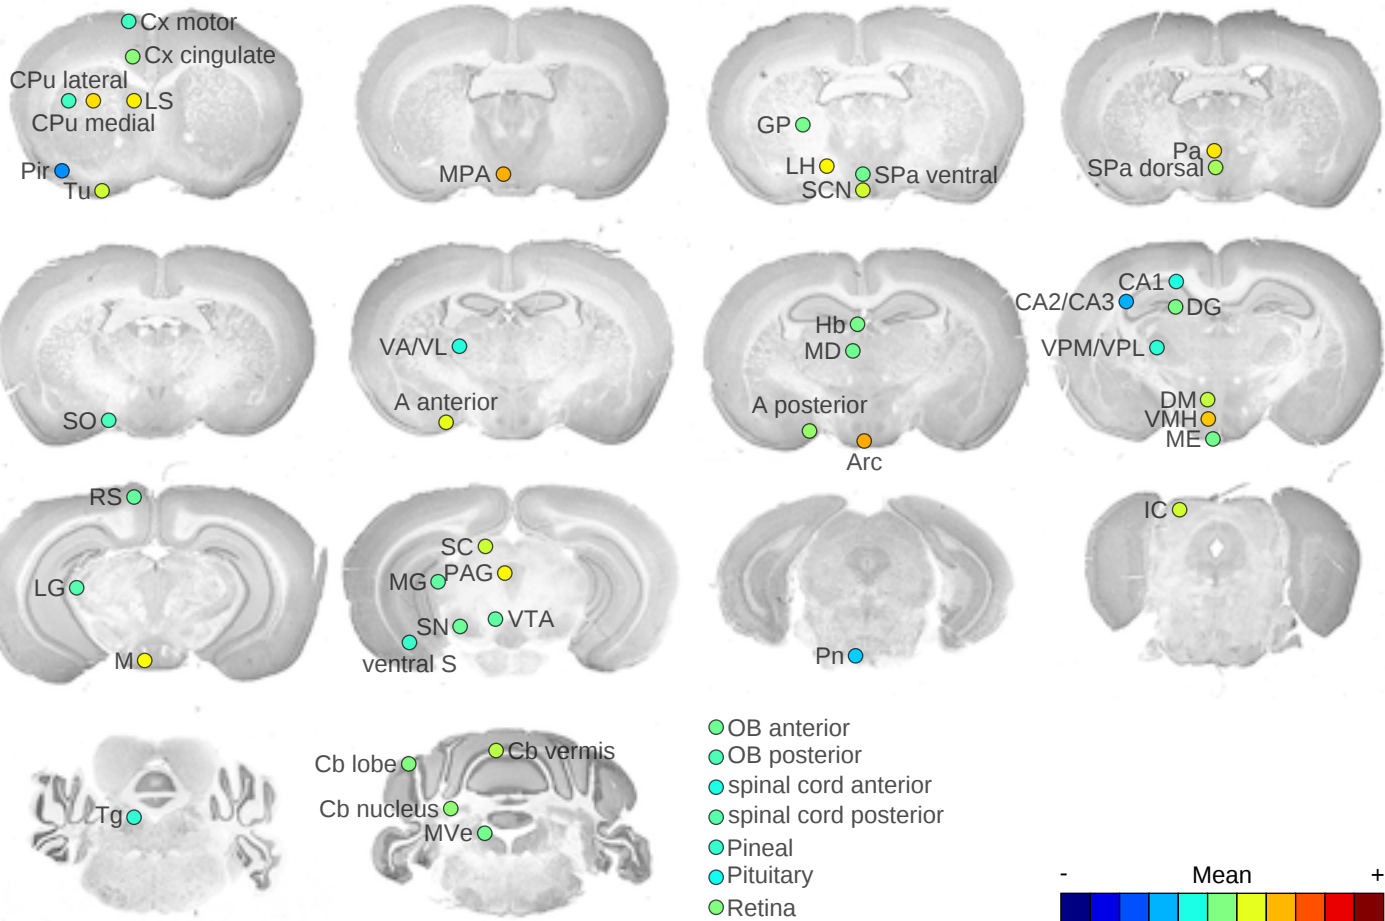 Cx motor
Cx cingulate
CPu lateral
LS
CPu medial
Pir
Tu
MPA
GP
LH
SPa ventral
SCN
Pa
SPa dorsal
SO
VA/VL
A anterior
Hb
MD
A posterior
Arc
CA1
CA2/CA3
DG
VPM/VPL
DM
VMH
ME
RS
LG
M
SC
MG
PAG
SN
VTA
ventral S
Pn
IC
Tg
Cb lobe
Cb vermis
Cb nucleus
MVe
OB anterior
OB posterior
spinal cord anterior
spinal cord posterior
Pineal
Pituitary
Retina
- Mean +